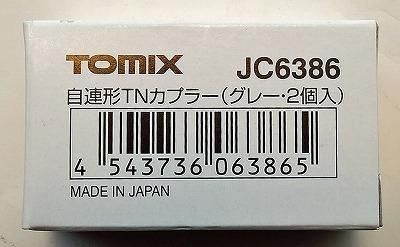 TOMIX JC6386
自連形TNカプラー(グレー･2個入)
4 543736 063865
MADE IN JAPAN